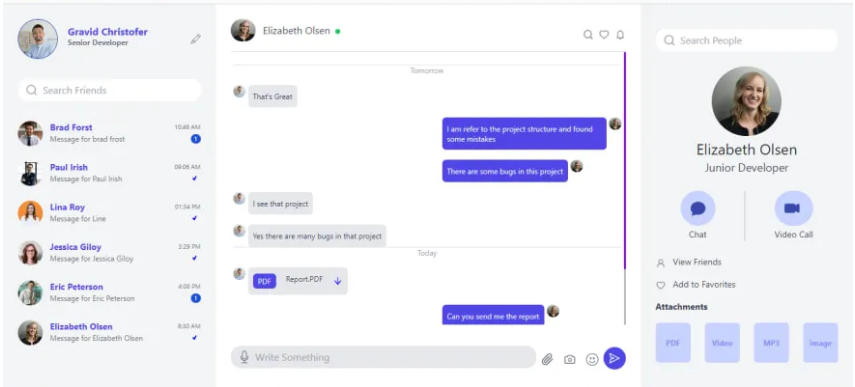 Gravid Christofer
Senior Developer
Search Friends
Brad Forst
10:46 AM
Message for brad frost
1
Paul Irish
09:05 AM
Message for Paul Irish
Lina Roy
01:34 PM
Message for Line
Jessica Giloy
3:29 PM
Message for Jessica Giloy
Eric Peterson
4:00 PM
Message for Eric Peterson
1
Elizabeth Olsen
8:30 AM
Message for Elizabeth Olsen
Elizabeth Olsen
Tomorrow
That's Great
I am refer to the project structure and found
some mistakes
There are some bugs in this project
I see that project
Yes there are many bugs in that project
Today
PDF
Report.PDF
Can you send me the report
Write Something
Search People
Elizabeth Olsen
Junior Developer
Chat
Video Call
View Friends
Add to Favorites
Attachments
PDF
Video
MP3
Image